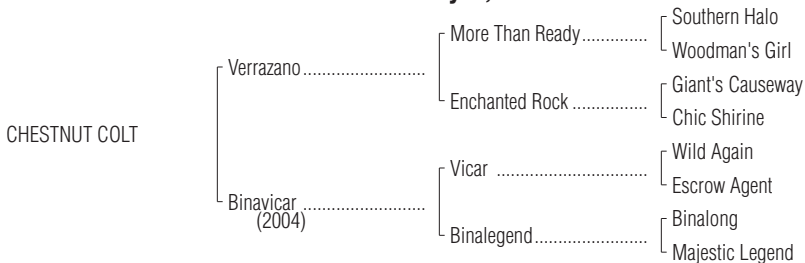 Southern Halo
More Than Ready..............
Woodman's Girl
Verrazano..........................
Giant's Causeway
Enchanted Rock ................
Chic Shirine
CHESTNUT COLT
Wild Again
Vicar ................................
Escrow Agent
Binavicar ..........................
(2004)
Binalong
Binalegend........................
Majestic Legend